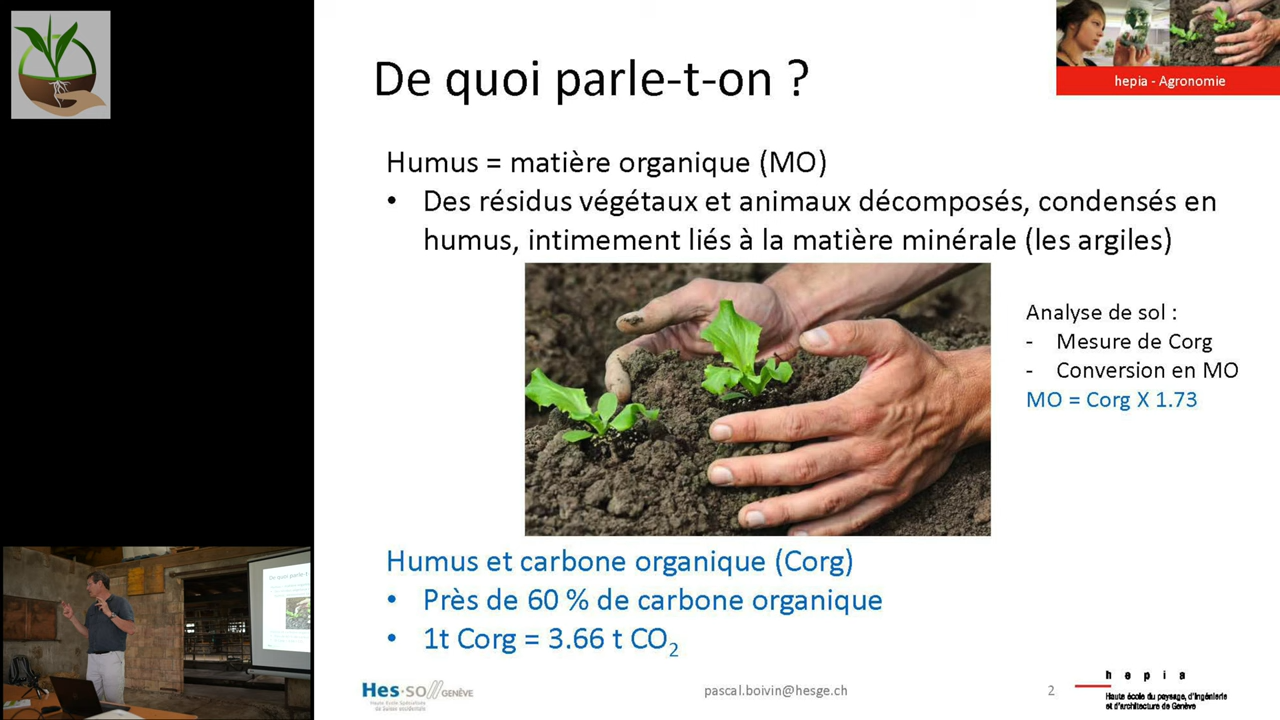 De quoi parle-t-on ?
hepia - Agronomie
Humus = matière organique (MO)
• Des résidus végétaux et animaux décomposés, condensés en
humus, intimement liés à la matière minérale (les argiles)
Analyse de sol :
- Mesure de Corg
- Conversion en MO
MO = Corg X 1.73
Humus et carbone organique (Corg)
• Près de 60 % de carbone organique
• 1t Corg = 3.66 t CO₂
Hes·so// GENÈVE
Haute Ecole Spécialisée
de Suisse occidentale
pascal.boivin@hesge.ch
2
h e p i a
Haute école du paysage, d'ingénierie
et d'architecture de Genève
De quoi parle-t